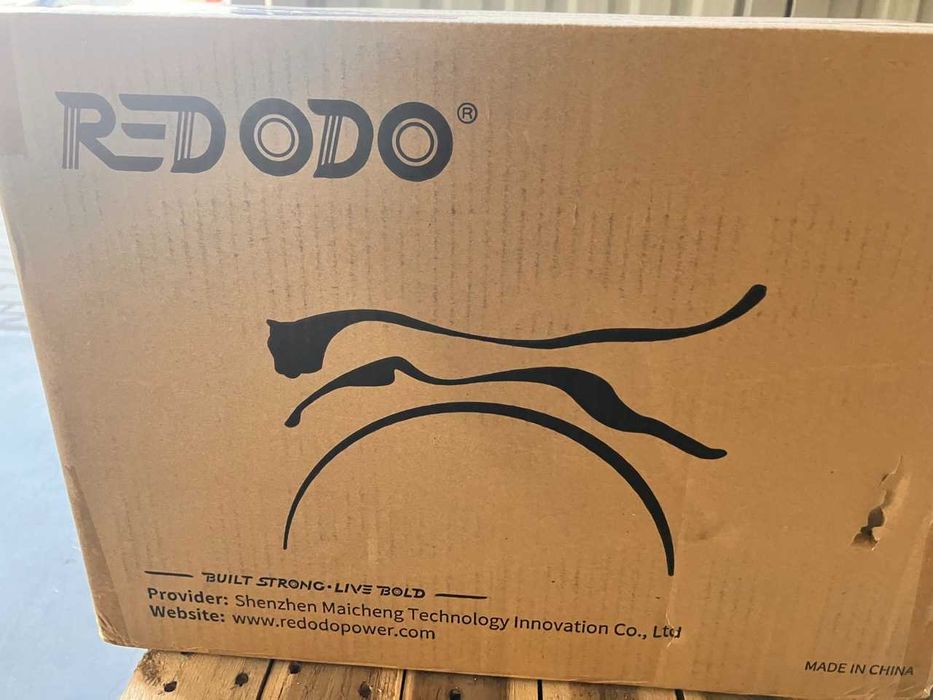 REDODO®
BUILT STRONG·LIVE BOLD
Provider: Shenzhen Maicheng Technology Innovation Co., Ltd
Website: www.redodopower.com
MADE IN CHINA